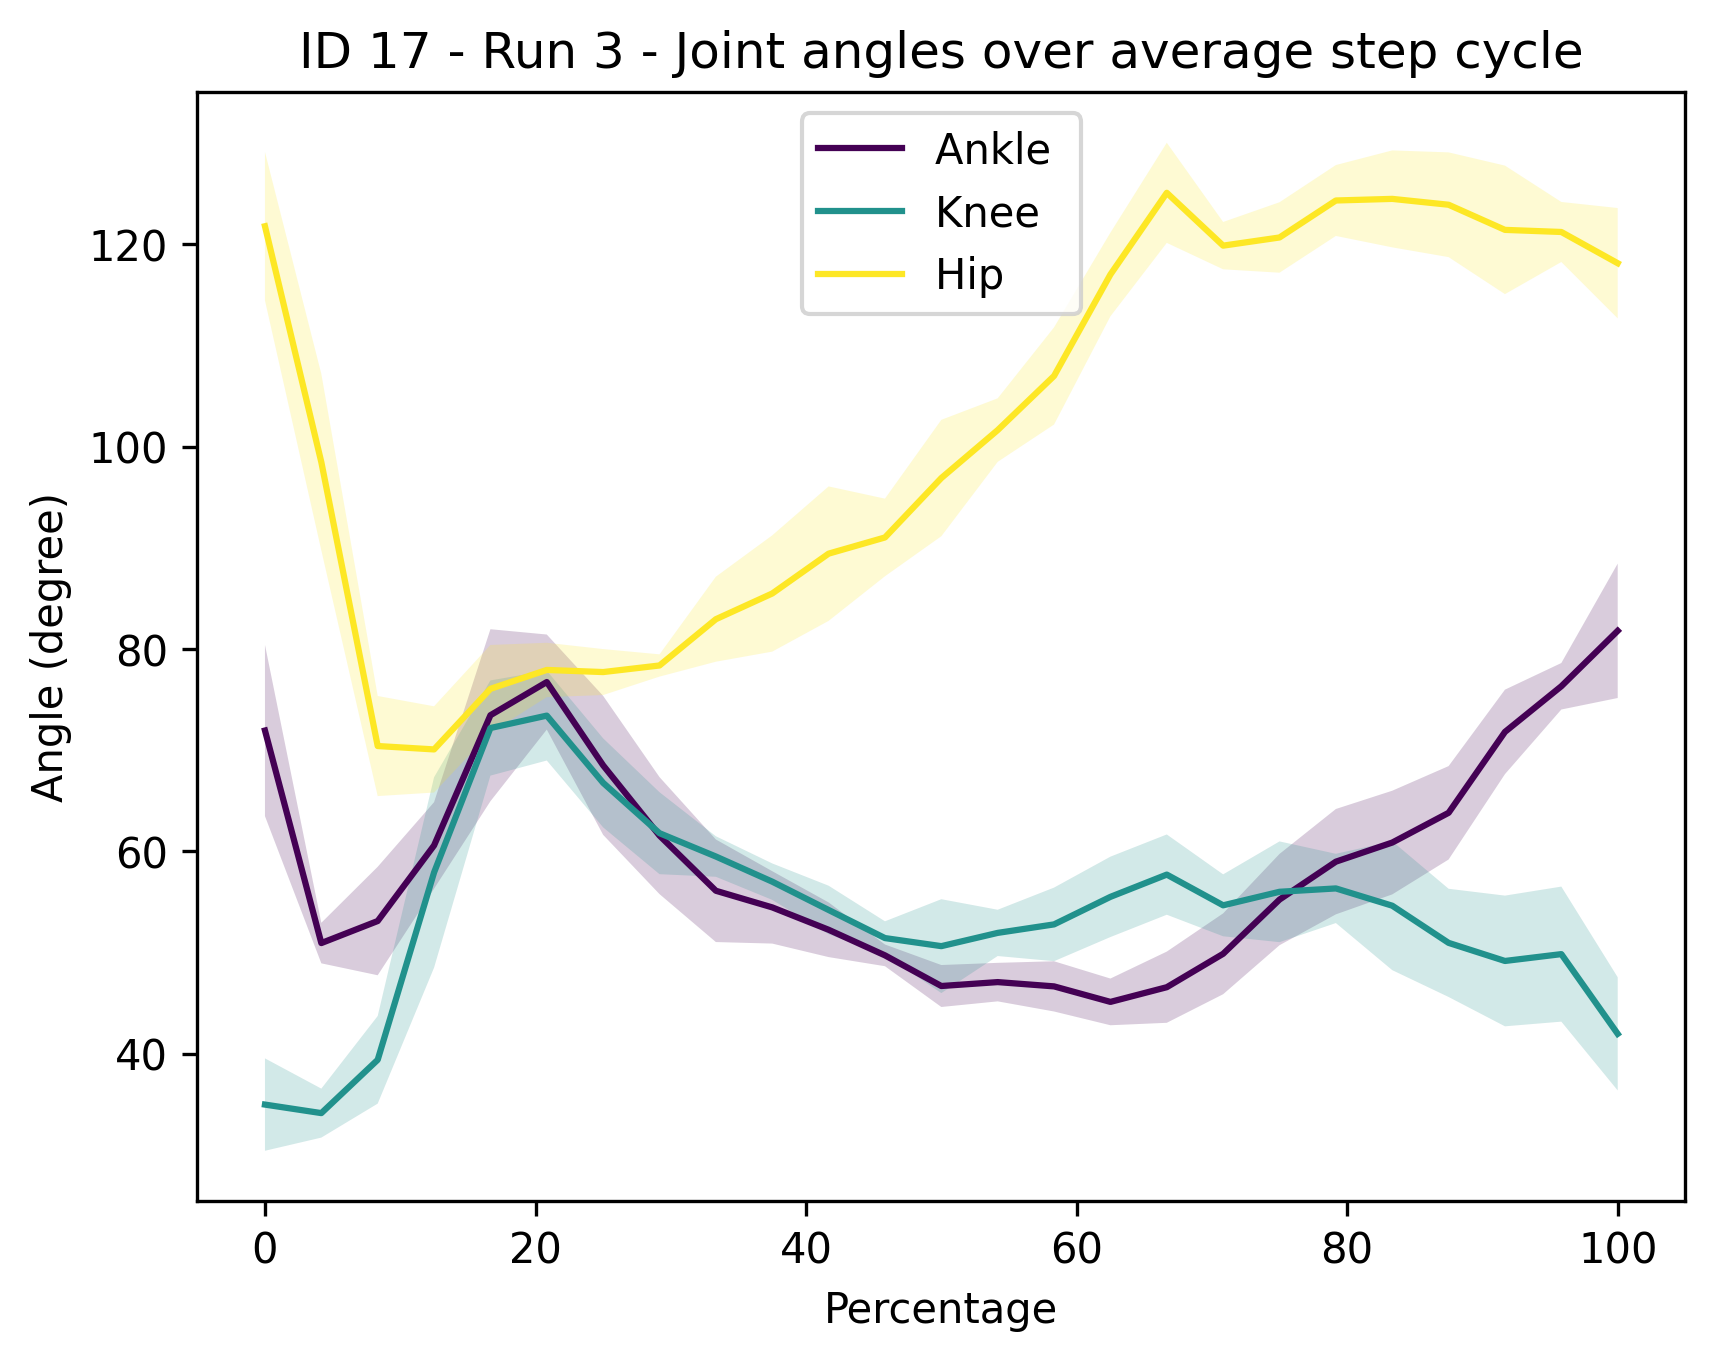 ID 17 - Run 3 - Joint angles over average step cycle
Ankle
Knee
Hip
120
100
80
60
40
Angle (degree)
0 20 40 60 80 100
Percentage